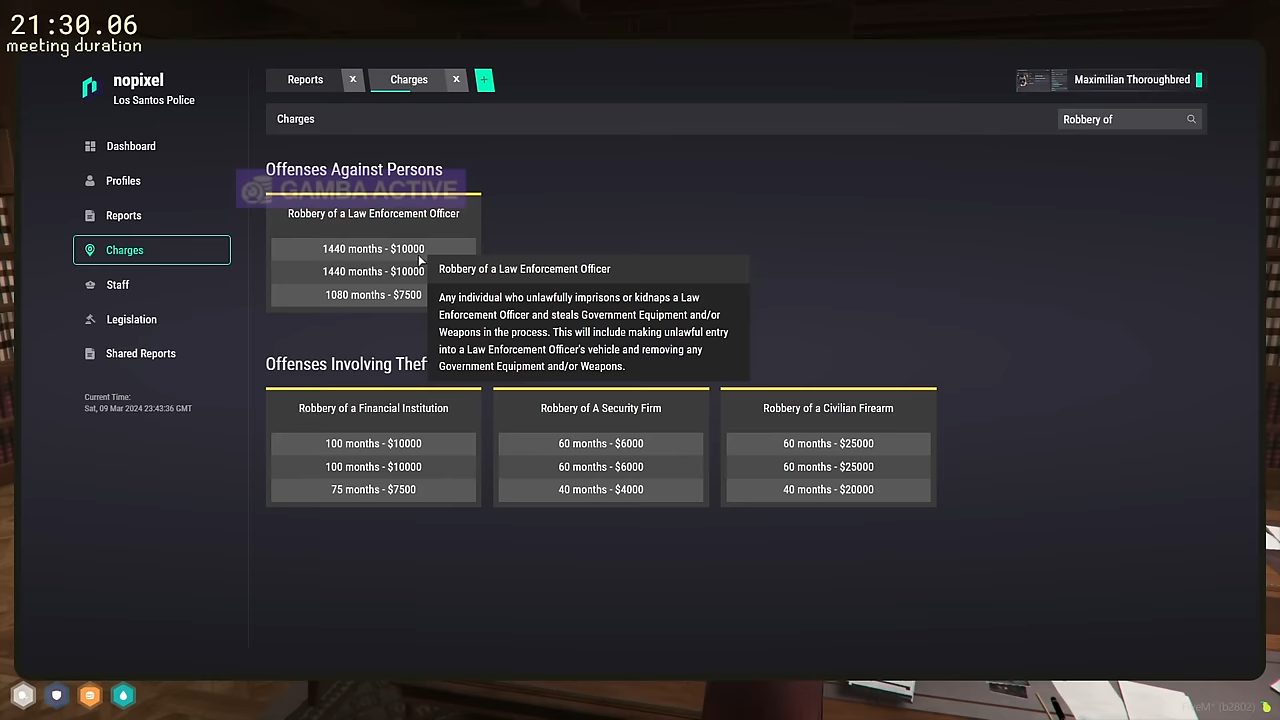 21:30.06
meeting duration
nopixel
Los Santos Police
Dashboard
Profiles
Reports
Charges
Staff
Legislation
Shared Reports
Current Time:
Sat, 09 Mar 2024 23:43:36 GMT
Reports x Charges x +
Maximilian Thoroughbred
Charges
Robbery of
Offenses Against Persons
GAMBA ACTIVE
Robbery of a Law Enforcement Officer
1440 months - $10000
1440 months - $10000
1080 months - $7500
Robbery of a Law Enforcement Officer
Any individual who unlawfully imprisons or kidnaps a Law
Enforcement Officer and steals Government Equipment and/or
Weapons in the process. This will include making unlawful entry
into a Law Enforcement Officer's vehicle and removing any
Government Equipment and/or Weapons.
Offenses Involving Thef
Robbery of a Financial Institution
100 months - $10000
100 months - $10000
75 months - $7500
Robbery of A Security Firm
60 months - $6000
60 months - $6000
40 months - $4000
Robbery of a Civilian Firearm
60 months - $25000
60 months - $25000
40 months - $20000
FiveM* (b2802)